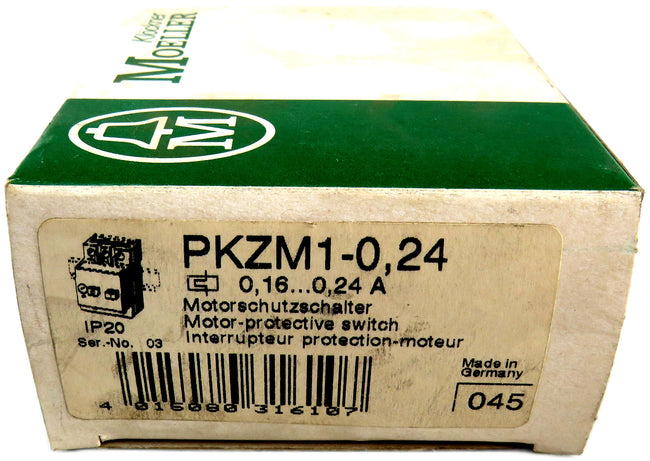 Klöckner
MOELLER
M
PKZM1-0,24
0,16...0,24 A
Motorschutzschalter
Motor-protective switch
Interrupteur protection-moteur
IP20
Ser.-No. 03
Made in
Germany
045
4 015080 316107